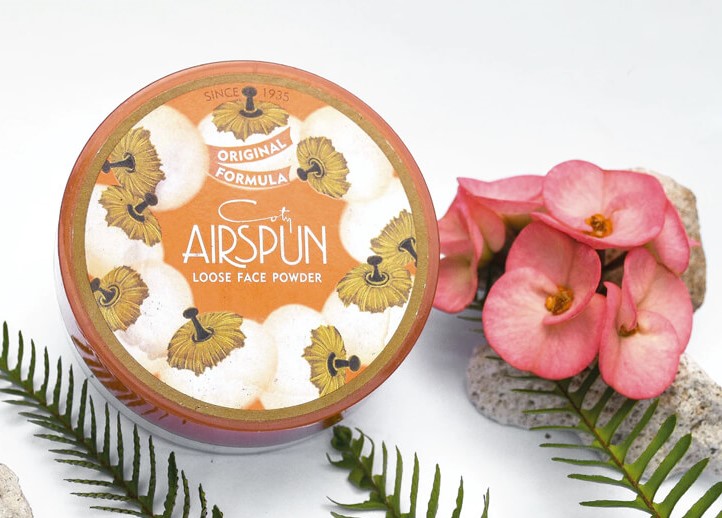 SINCE 1935
ORIGINAL
FORMULA
Coty
AIRSPUN
LOOSE FACE POWDER